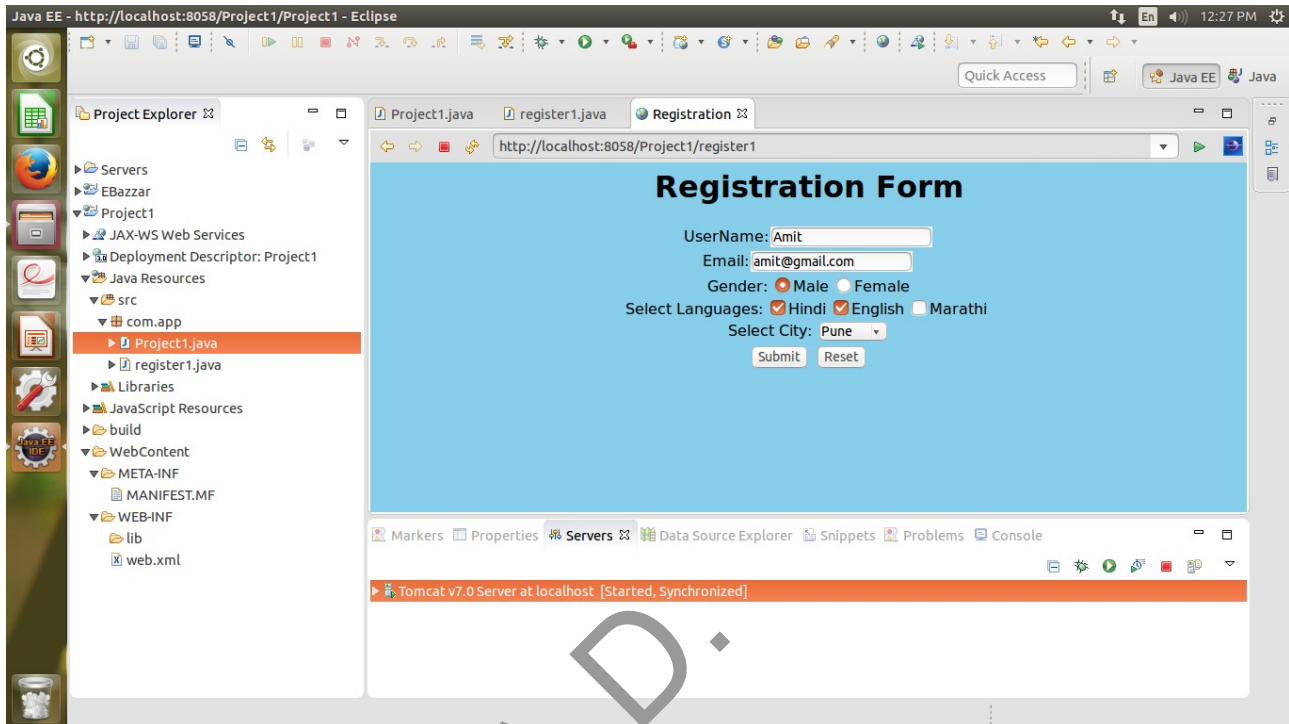 Java EE - http://localhost:8058/Project1/Project1 - Eclipse
En 12:27 PM
Quick Access
Java EE Java
Project Explorer
Project1.java register1.java Registration
http://localhost:8058/Project1/register1
Servers
EBazzar
Project1
JAX-WS Web Services
Deployment Descriptor: Project1
Java Resources
src
com.app
Project1.java
register1.java
Libraries
JavaScript Resources
build
WebContent
META-INF
MANIFEST.MF
WEB-INF
lib
web.xml
Registration Form
UserName: Amit
Email: amit@gmail.com
Gender: Male Female
Select Languages: Hindi English Marathi
Select City: Pune
Submit Reset
Markers Properties Servers Data Source Explorer Snippets Problems Console
Tomcat v7.0 Server at localhost [Started, Synchronized]
Java EE
IDE
D.